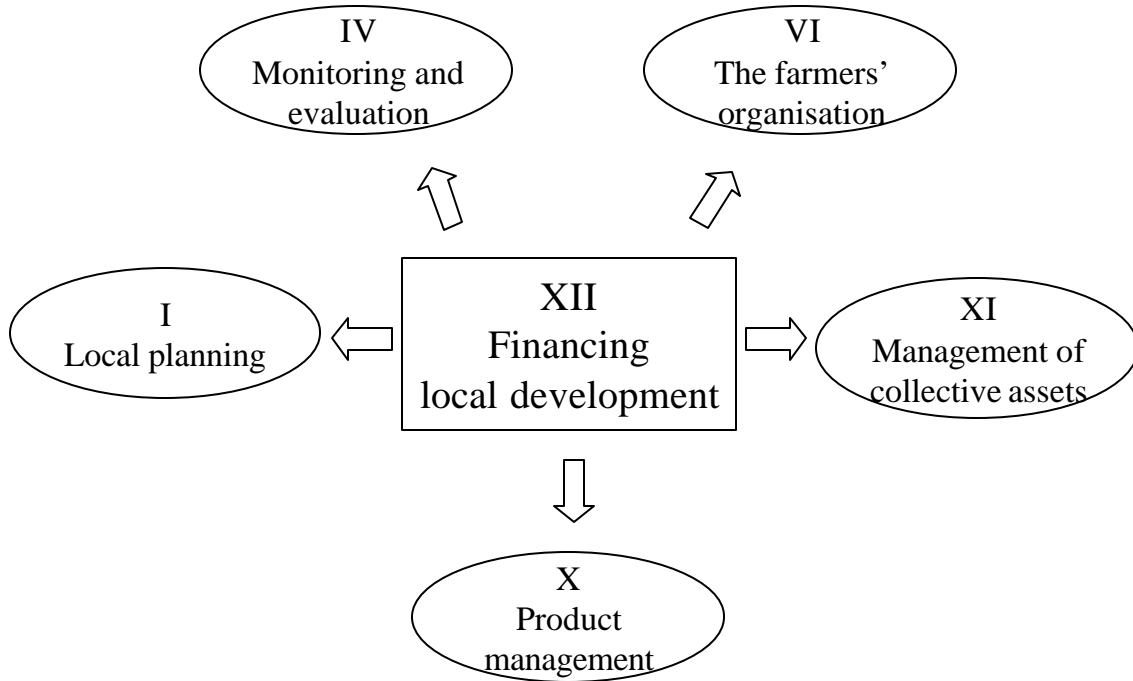 IV
Monitoring and
evaluation
VI
The farmers’
organisation
I
Local planning
XII
Financing
local development
XI
Management of
collective assets
X
Product
management